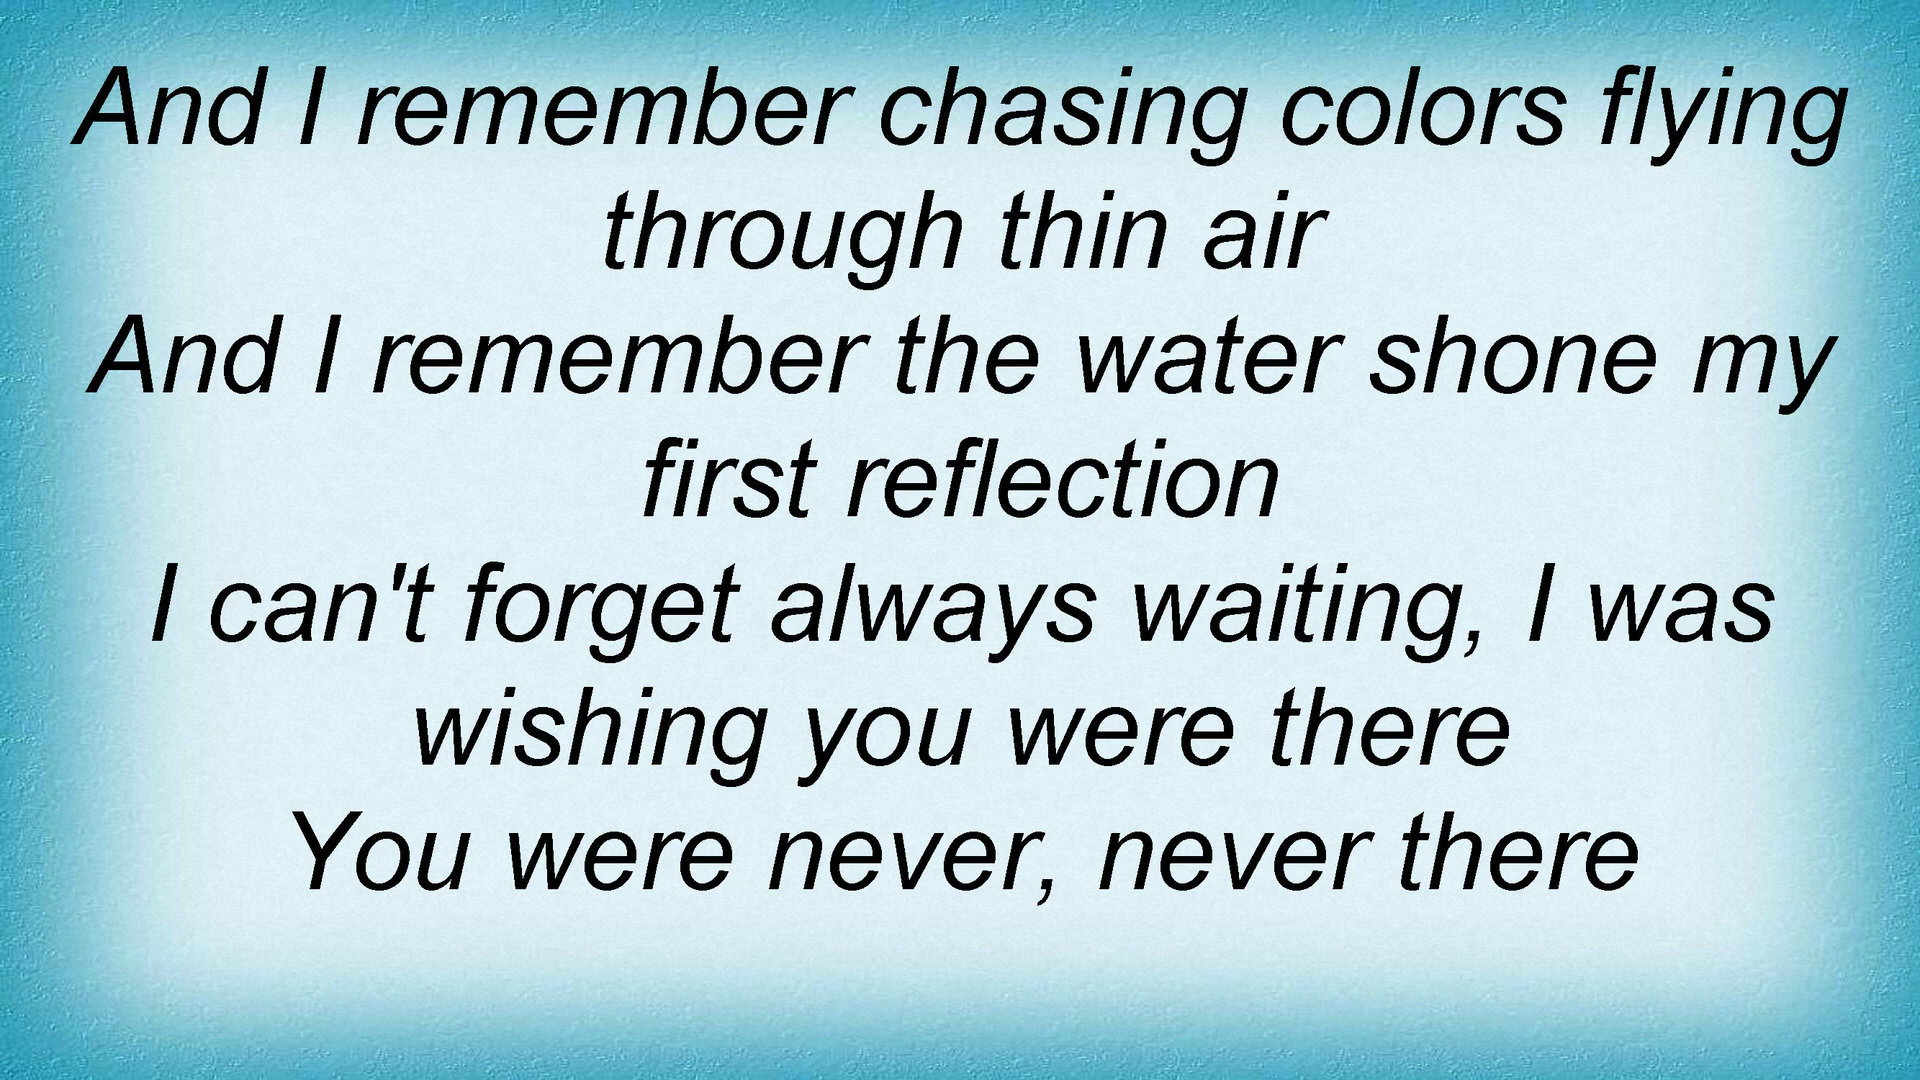 And I remember chasing colors flying
through thin air
And I remember the water shone my
first reflection
I can't forget always waiting, I was
wishing you were there
You were never, never there